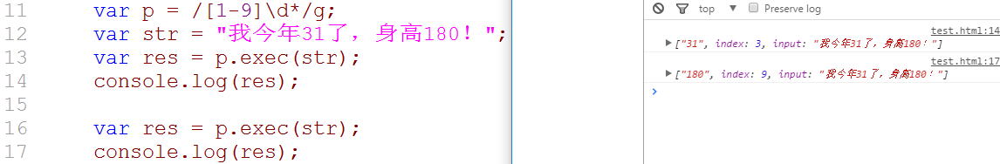 11 var p = /[1-9]\d*/g;
12 var str = "我今年31了，身高180！";
13 var res = p.exec(str);
14 console.log(res);
15
16 var res = p.exec(str);
17 console.log(res);
top ▼ Preserve log
test.html:14
▶ ["31", index: 3, input: "我今年31了，身高180！"]
test.html:17
▶ ["180", index: 9, input: "我今年31了，身高180！"]
>